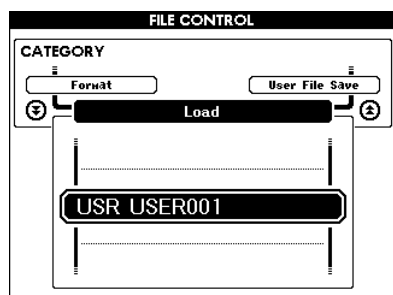 FILE CONTROL
CATEGORY
Format
User File Save
Load
USR USER001